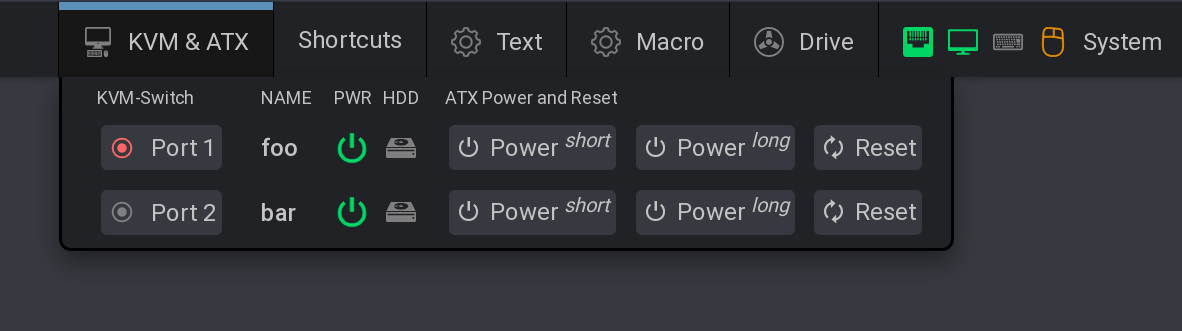 KVM & ATX Shortcuts Text Macro Drive System
KVM-Switch NAME PWR HDD ATX Power and Reset
Port 1 foo Power short Power long Reset
Port 2 bar Power short Power long Reset